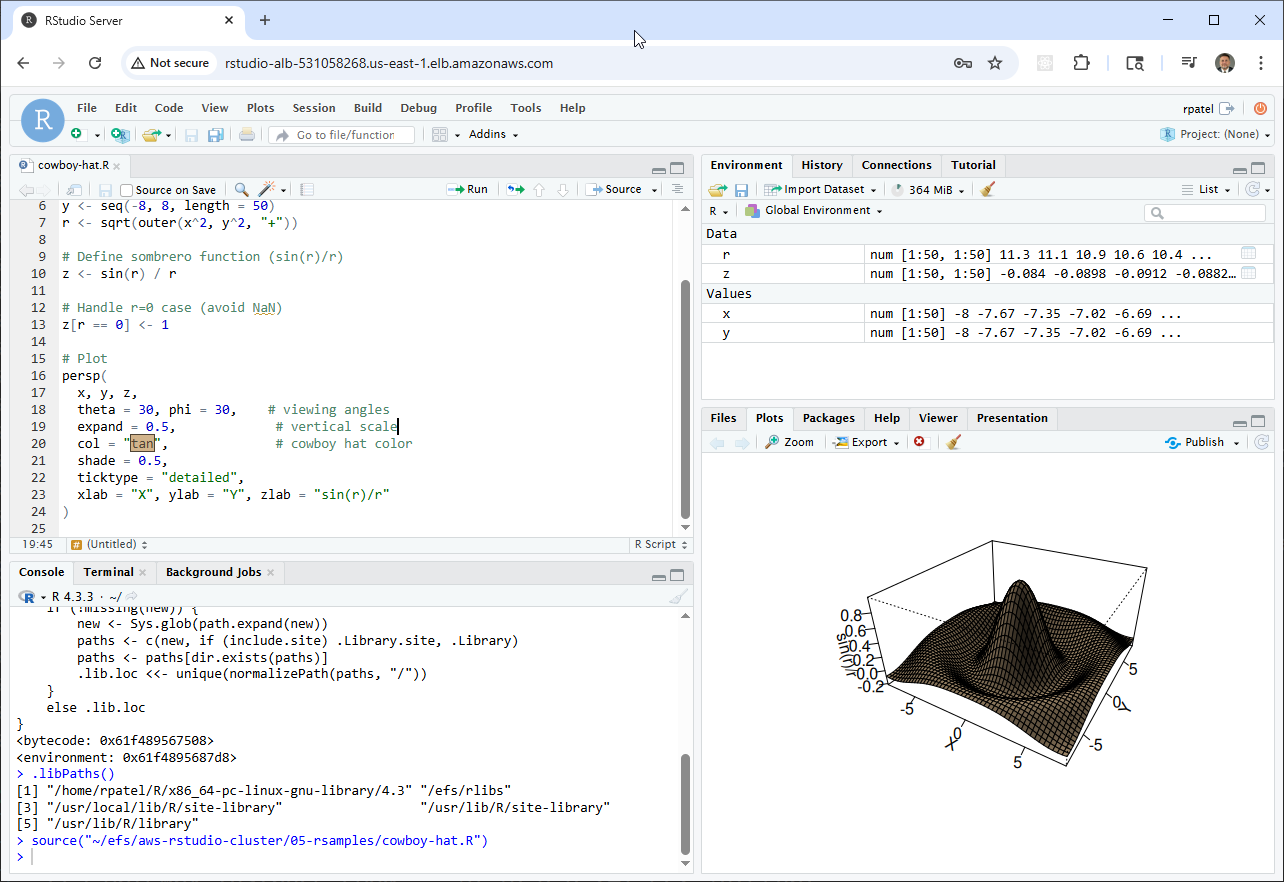 RStudio Server
Not secure
rstudio-alb-531058268.us-east-1.elb.amazonaws.com
R
File Edit Code View Plots Session Build Debug Profile Tools Help
rpatel
Go to file/function
Addins
Project: (None)
cowboy-hat.R
Source on Save
Run
Source
6 y <- seq(-8, 8, length = 50)
7 r <- sqrt(outer(x^2, y^2, "+"))
8
9 # Define sombrero function (sin(r)/r)
10 z <- sin(r) / r
11
12 # Handle r=0 case (avoid NaN)
13 z[r == 0] <- 1
14
15 # Plot
16 persp(
17 x, y, z,
18 theta = 30, phi = 30, # viewing angles
19 expand = 0.5, # vertical scale
20 col = "tan", # cowboy hat color
21 shade = 0.5,
22 ticktype = "detailed",
23 xlab = "X", ylab = "Y", zlab = "sin(r)/r"
24 )
25
19:45
# (Untitled)
R Script
Console Terminal Background Jobs
R 4.3.3 · ~/
if (!missing(new)) {
new <- Sys.glob(path.expand(new))
paths <- c(new, if (include.site) .Library.site, .Library)
paths <- paths[dir.exists(paths)]
.lib.loc <<- unique(normalizePath(paths, "/"))
}
else .lib.loc
}
<bytecode: 0x61f489567508>
<environment: 0x61f4895687d8>
> .libPaths()
[1] "/home/rpatel/R/x86_64-pc-linux-gnu-library/4.3" "/efs/rlibs"
[3] "/usr/local/lib/R/site-library" "/usr/lib/R/site-library"
[5] "/usr/lib/R/library"
> source("~/efs/aws-rstudio-cluster/05-rsamples/cowboy-hat.R")
>
Environment History Connections Tutorial
Import Dataset
364 MiB
List
R
Global Environment
Data
r num [1:50, 1:50] 11.3 11.1 10.9 10.6 10.4 ...
z num [1:50, 1:50] -0.084 -0.0898 -0.0912 -0.0882…
Values
x num [1:50] -8 -7.67 -7.35 -7.02 -6.69 ...
y num [1:50] -8 -7.67 -7.35 -7.02 -6.69 ...
Files Plots Packages Help Viewer Presentation
Zoom
Export
Publish
0.8
0.6
0.4
0.2
0.0
-0.2
sin(r)/r
-5
0
5
X
-5
0
5
Y